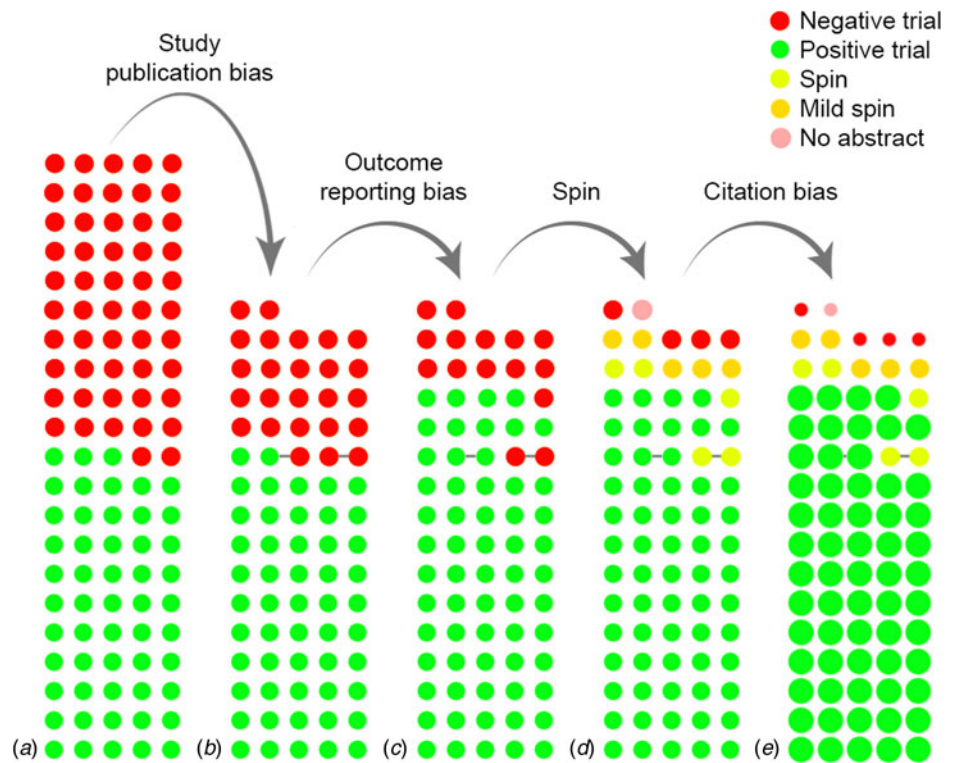 Negative trial
Positive trial
Spin
Mild spin
No abstract
Study
publication bias
Outcome
reporting bias
Spin
Citation bias
(a)
(b)
(c)
(d)
(e)